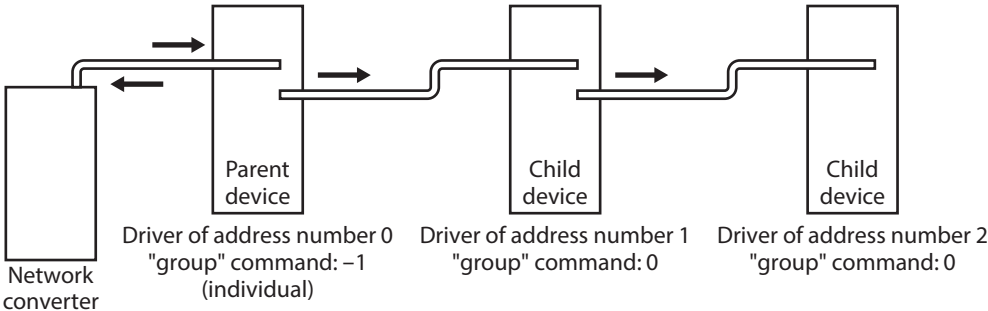 Parent
device
Child
device
Child
device
Driver of address number 0
"group" command: –1
(individual)
Driver of address number 1
"group" command: 0
Driver of address number 2
"group" command: 0
Network
converter